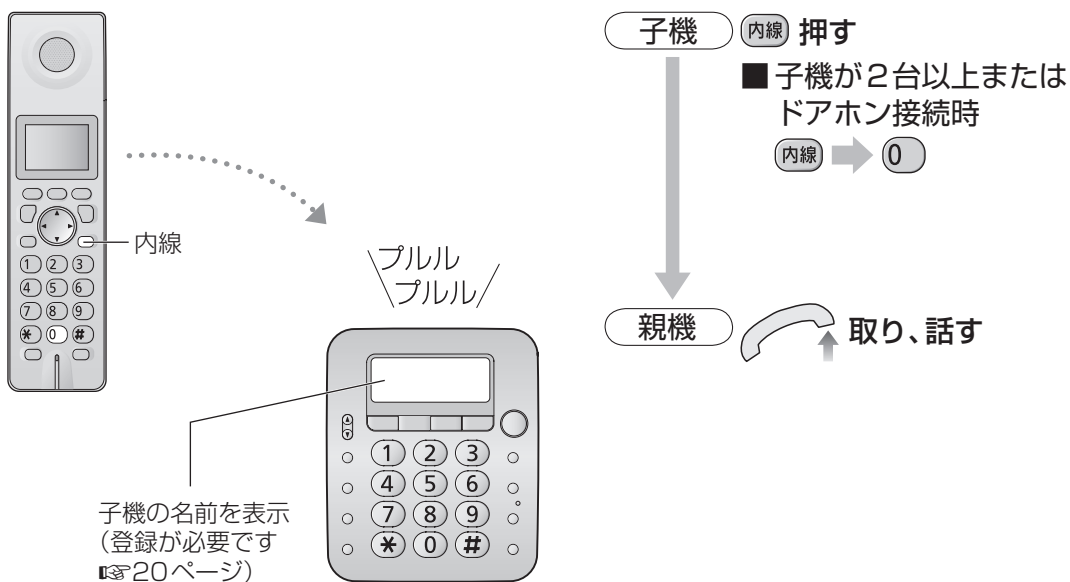 子機 内線 押す
■ 子機が2台以上または
ドアホン接続時
内線 0
内線
1 2 3
4 5 6
7 8 9
* 0 #
プルル
プルル
親機 取り、話す
1 2 3
4 5 6
7 8 9
* 0 #
子機の名前を表示
(登録が必要です
☞20ページ)